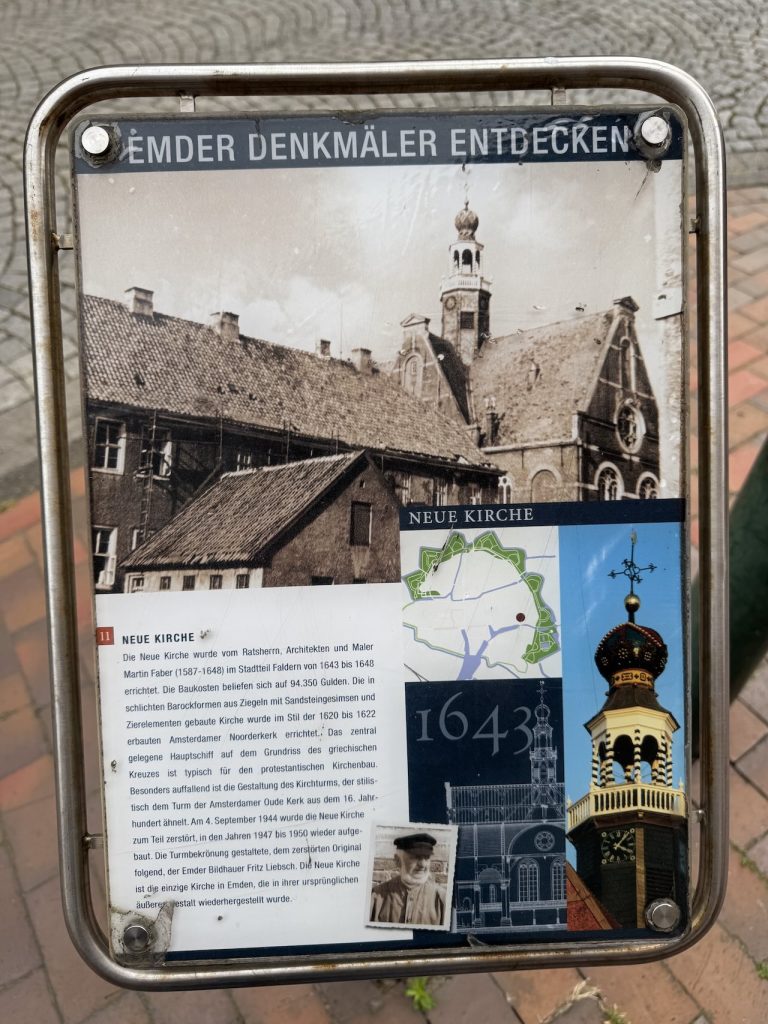 EMDER DENKMÄLER ENTDECKEN
NEUE KIRCHE
11 NEUE KIRCHE
Die Neue Kirche wurde vom Ratsherrn, Architekten und Maler
Martin Faber (1587-1648) im Stadtteil Faldern von 1643 bis 1648
errichtet. Die Baukosten beliefen sich auf 94.350 Gulden. Die in
schlichten Barockformen aus Ziegeln mit Sandsteingesimsen und
Zierelementen gebaute Kirche wurde im Stil der 1620 bis 1622
erbauten Amsterdamer Noorderkerk errichtet. Das zentral
gelegene Hauptschiff auf dem Grundriss des griechischen
Kreuzes ist typisch für den protestantischen Kirchenbau.
Besonders auffallend ist die Gestaltung des Kirchturms, der stilis-
tisch dem Turm der Amsterdamer Oude Kerk aus dem 16. Jahr-
hundert ähnelt. Am 4. September 1944 wurde die Neue Kirche
zum Teil zerstört, in den Jahren 1947 bis 1950 wieder aufge-
baut. Die Turmbekrönung gestaltete, dem zerstörten Original
folgend, der Emder Bildhauer Fritz Liebsch. Die Neue Kirche
ist die einzige Kirche in Emden, die in ihrer ursprünglichen
äußeren Gestalt wiederhergestellt wurde.
1643